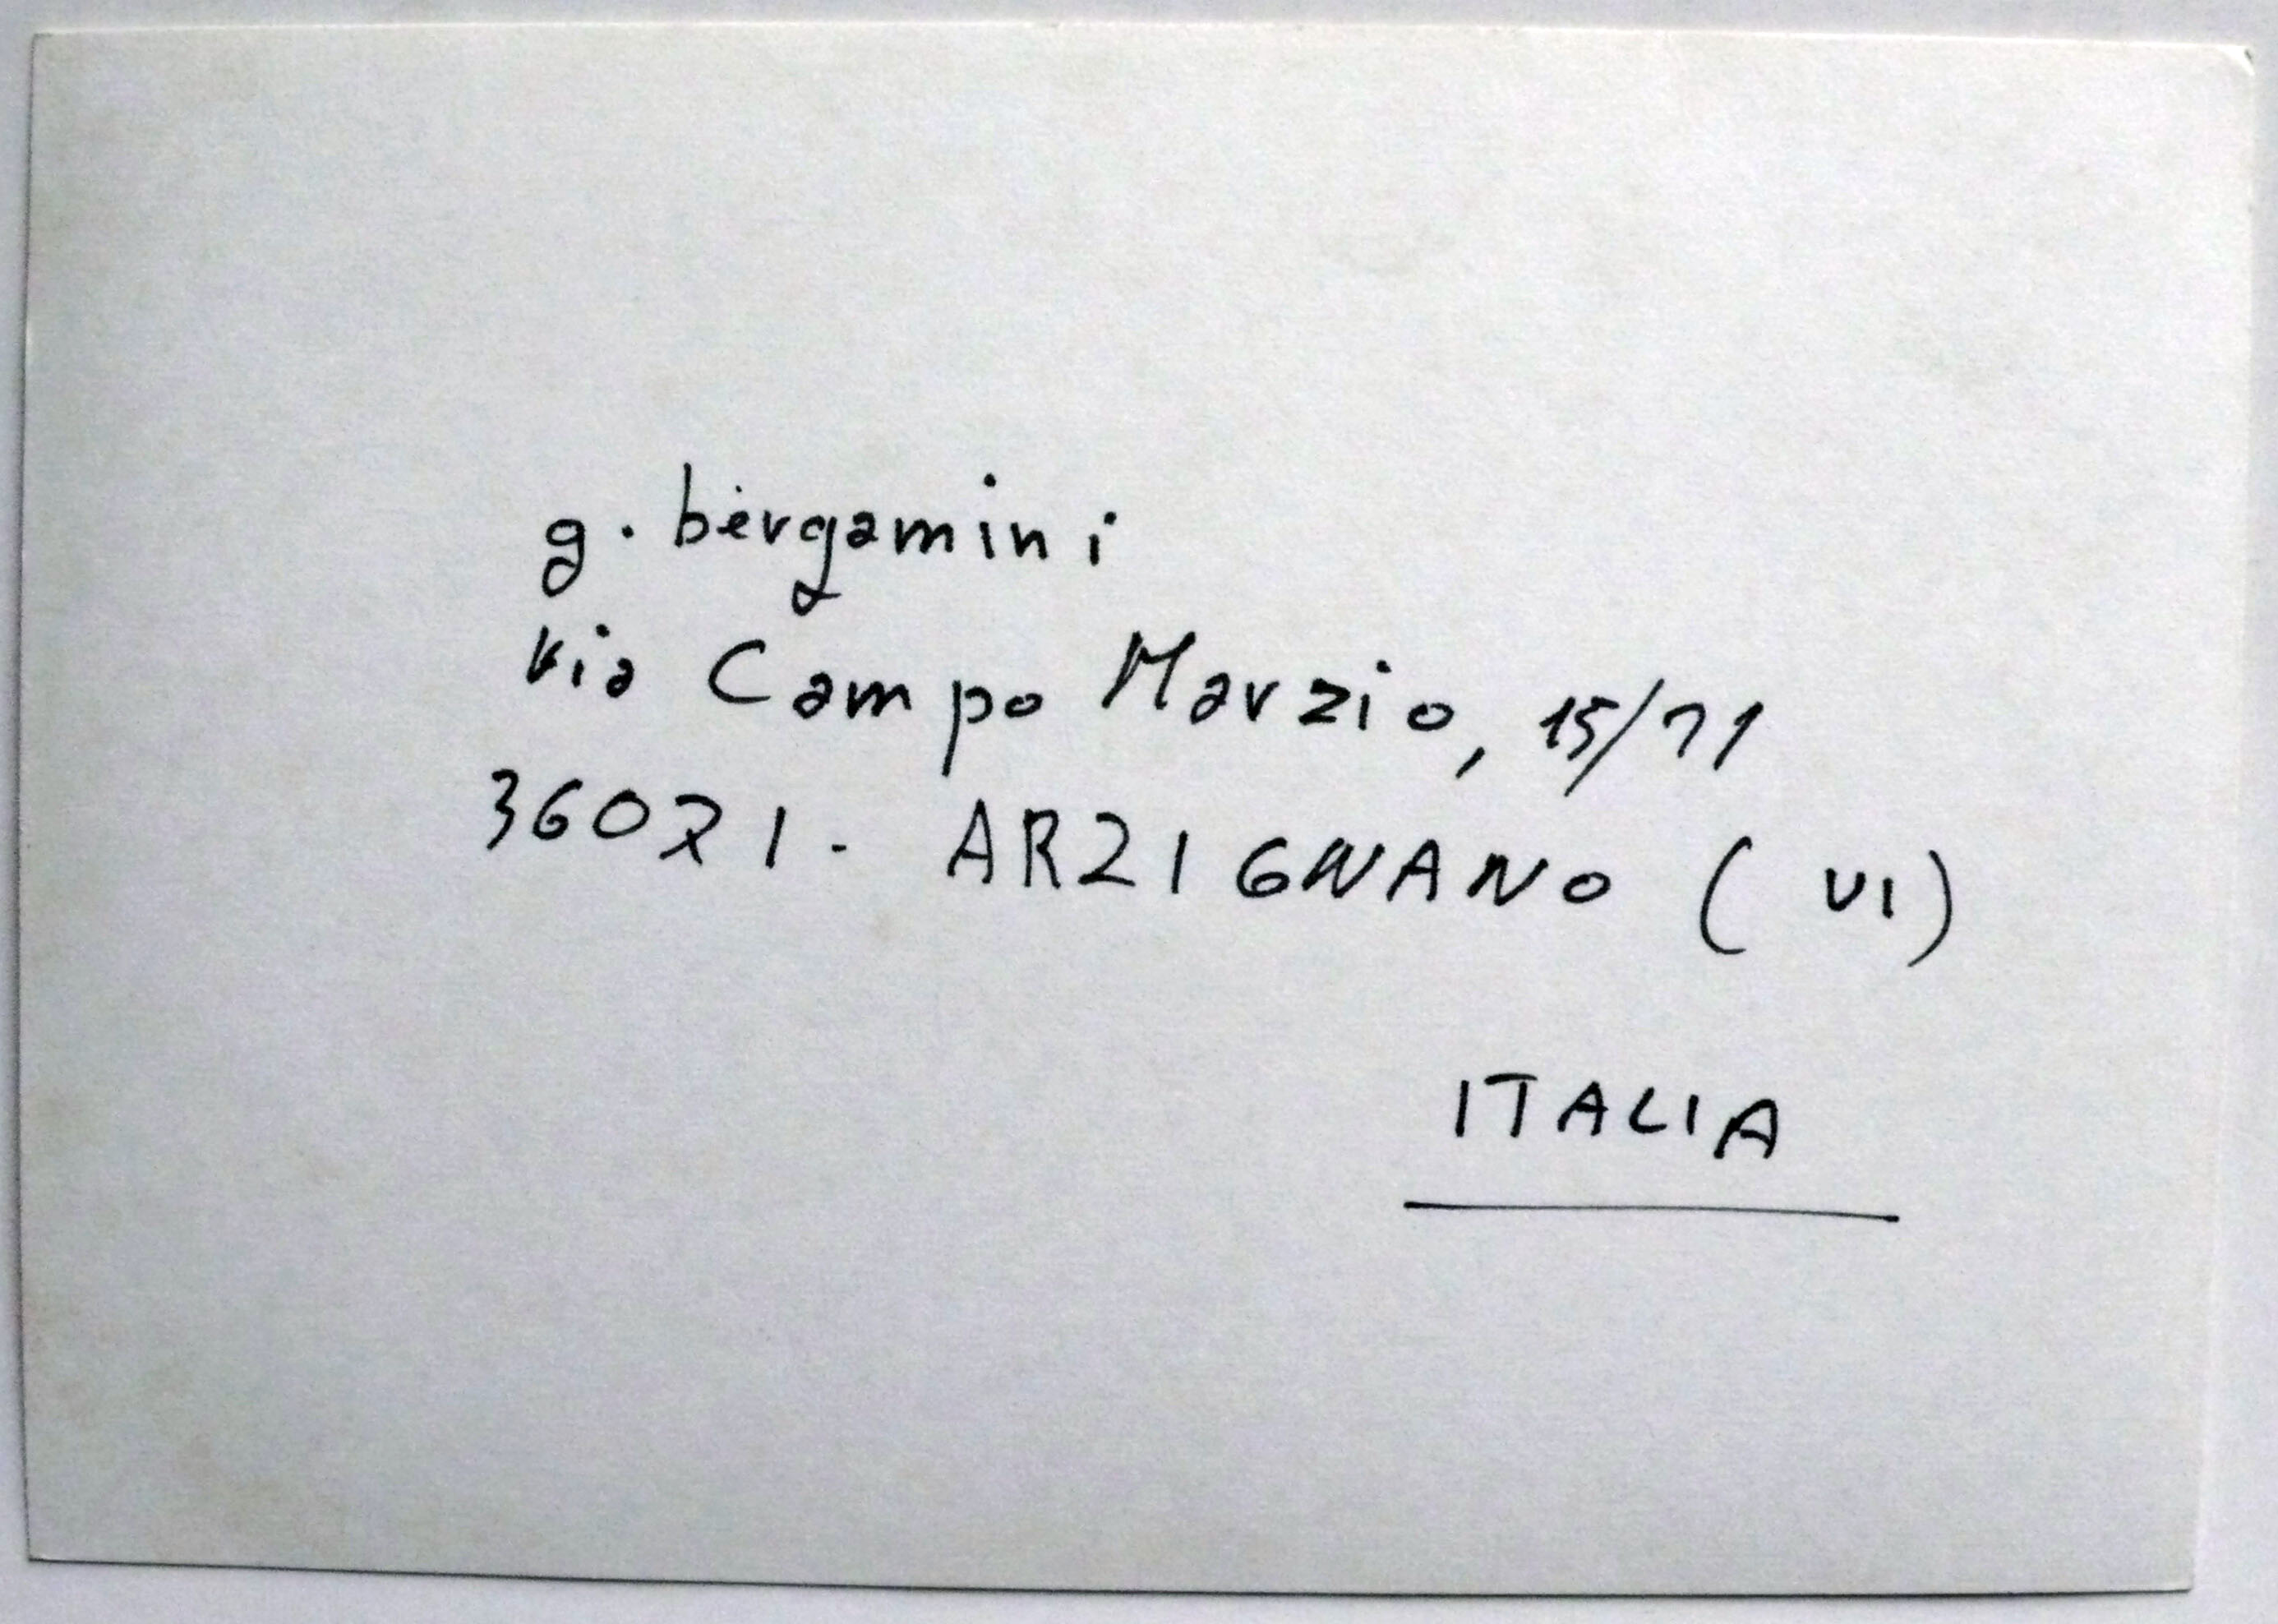 g. bergamini
via Campo Marzio, 15/71
36071 - ARZIGNANO (VI)
ITALIA